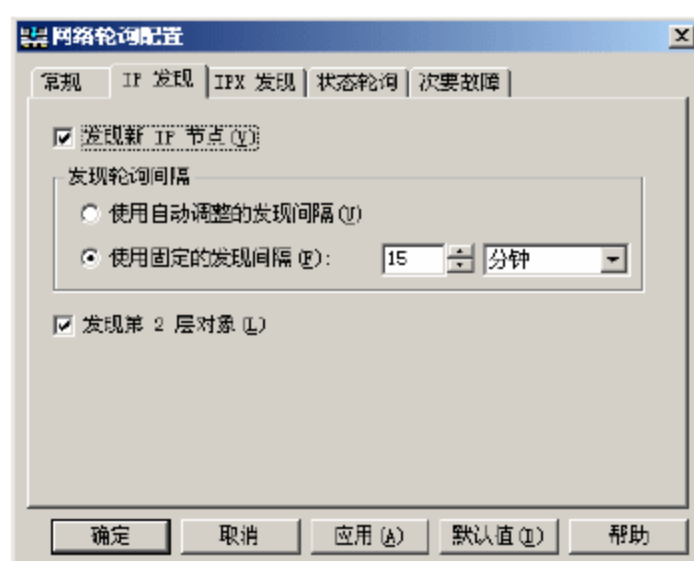 网络轮询配置
常规 IP 发现 IPX 发现 状态轮询 次要故障
发现新 IP 节点(V)
发现轮询间隔
使用自动调整的发现间隔(U)
使用固定的发现间隔(F): 15 分钟
发现第 2 层对象(L)
确定 取消 应用(A) 默认值(D) 帮助